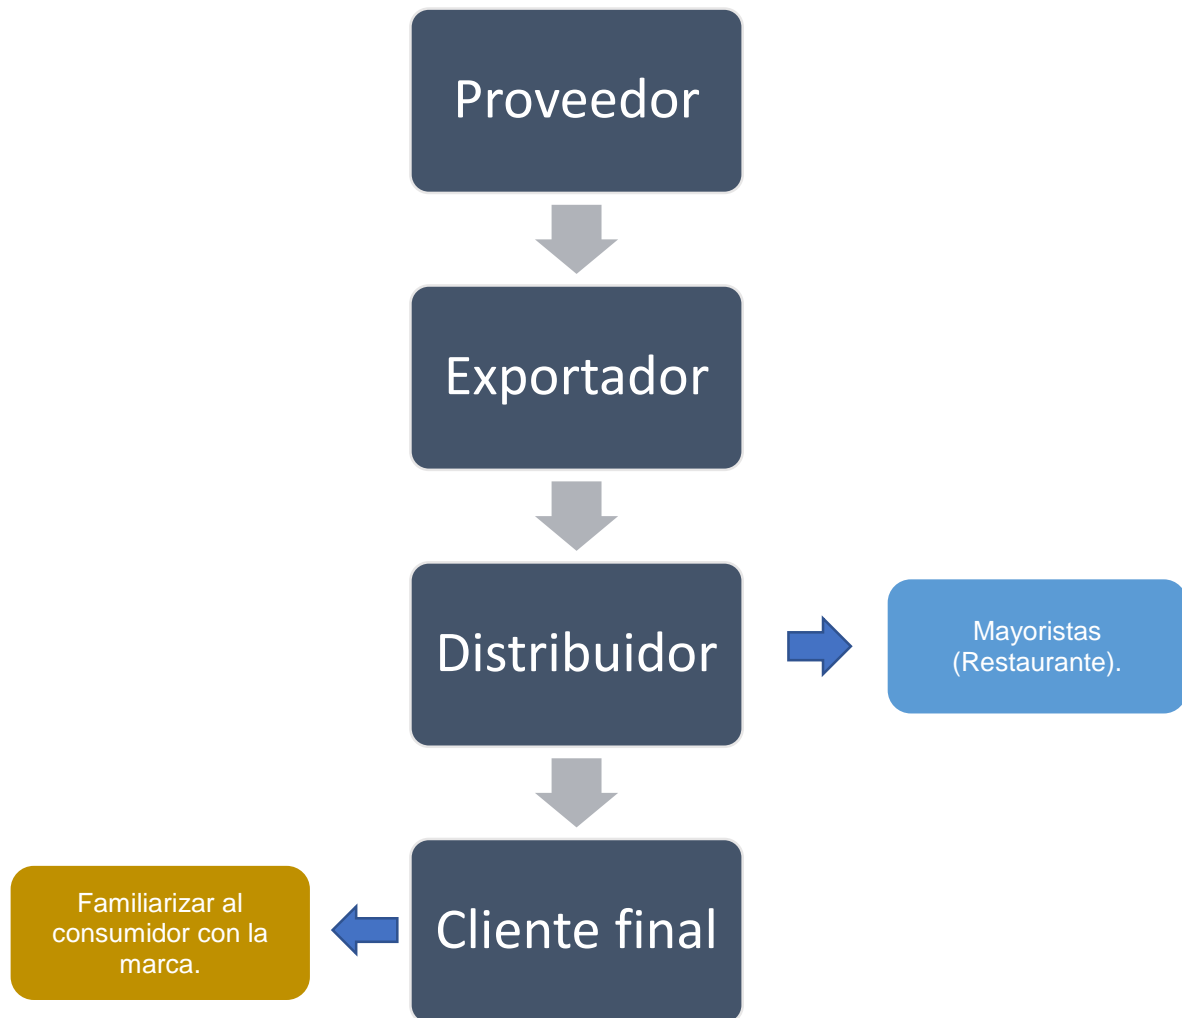 Proveedor
Exportador
Distribuidor
Mayoristas
(Restaurante).
Cliente final
Familiarizar al
consumidor con la
marca.